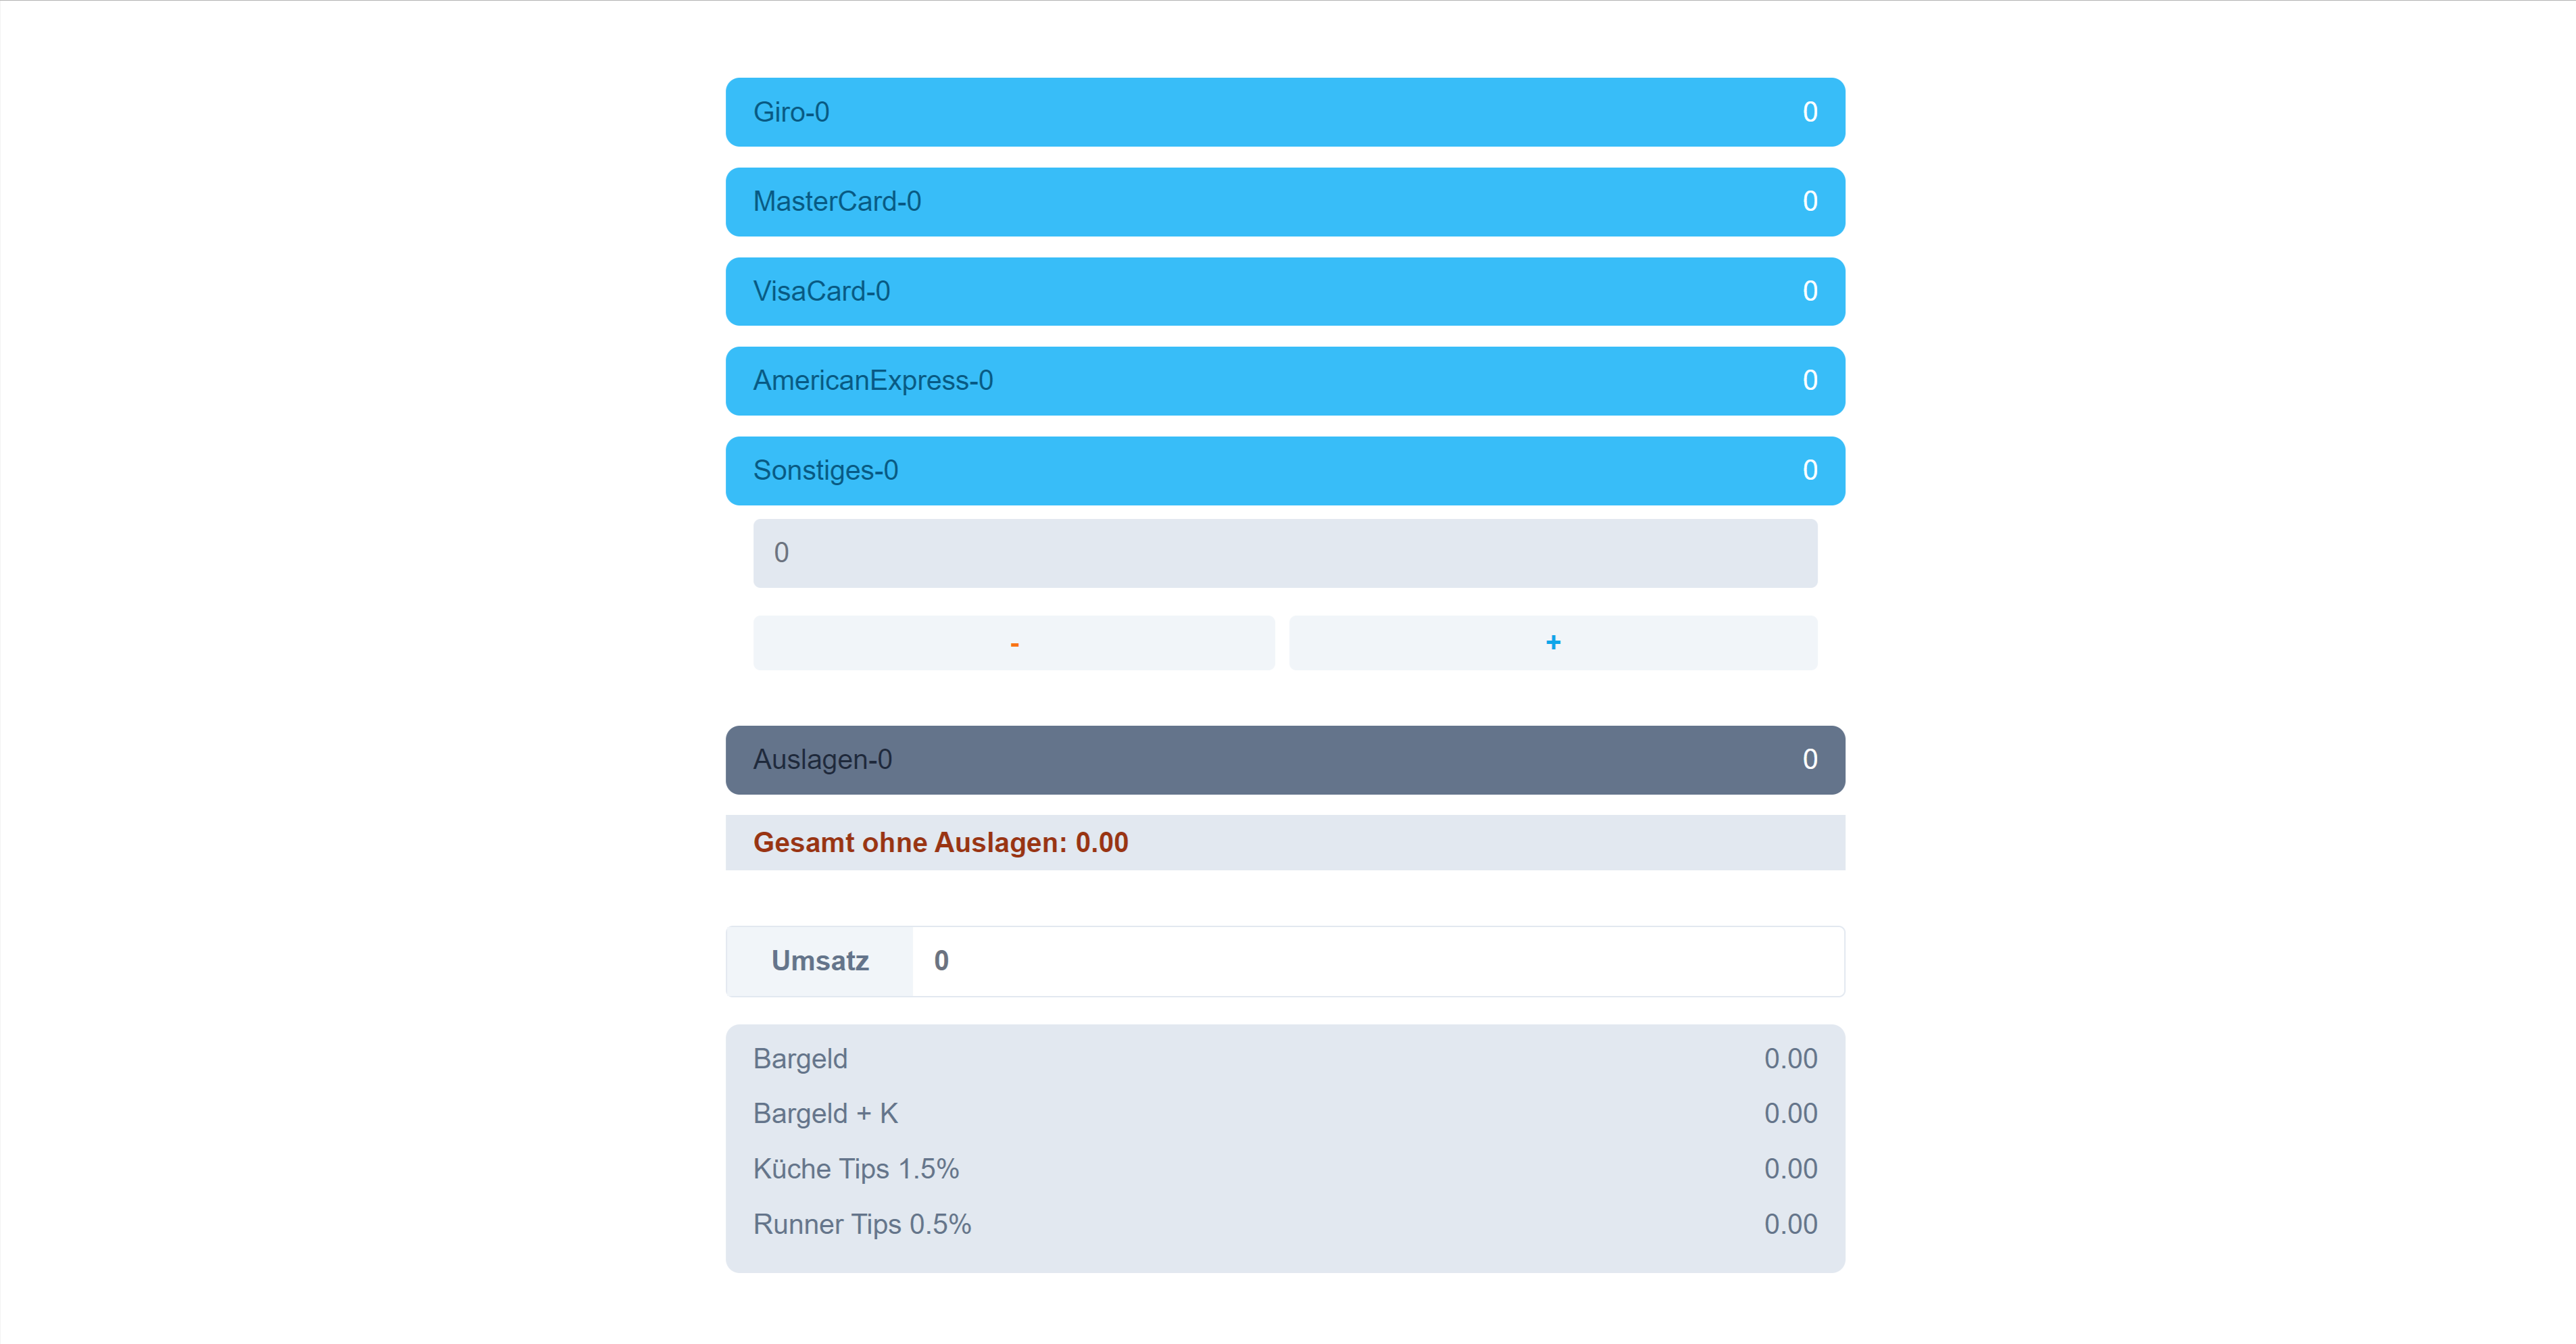 Giro-0 0
MasterCard-0 0
VisaCard-0 0
AmericanExpress-0 0
Sonstiges-0 0
0
- +
Auslagen-0 0
Gesamt ohne Auslagen: 0.00
Umsatz 0
Bargeld 0.00
Bargeld + K 0.00
Küche Tips 1.5% 0.00
Runner Tips 0.5% 0.00